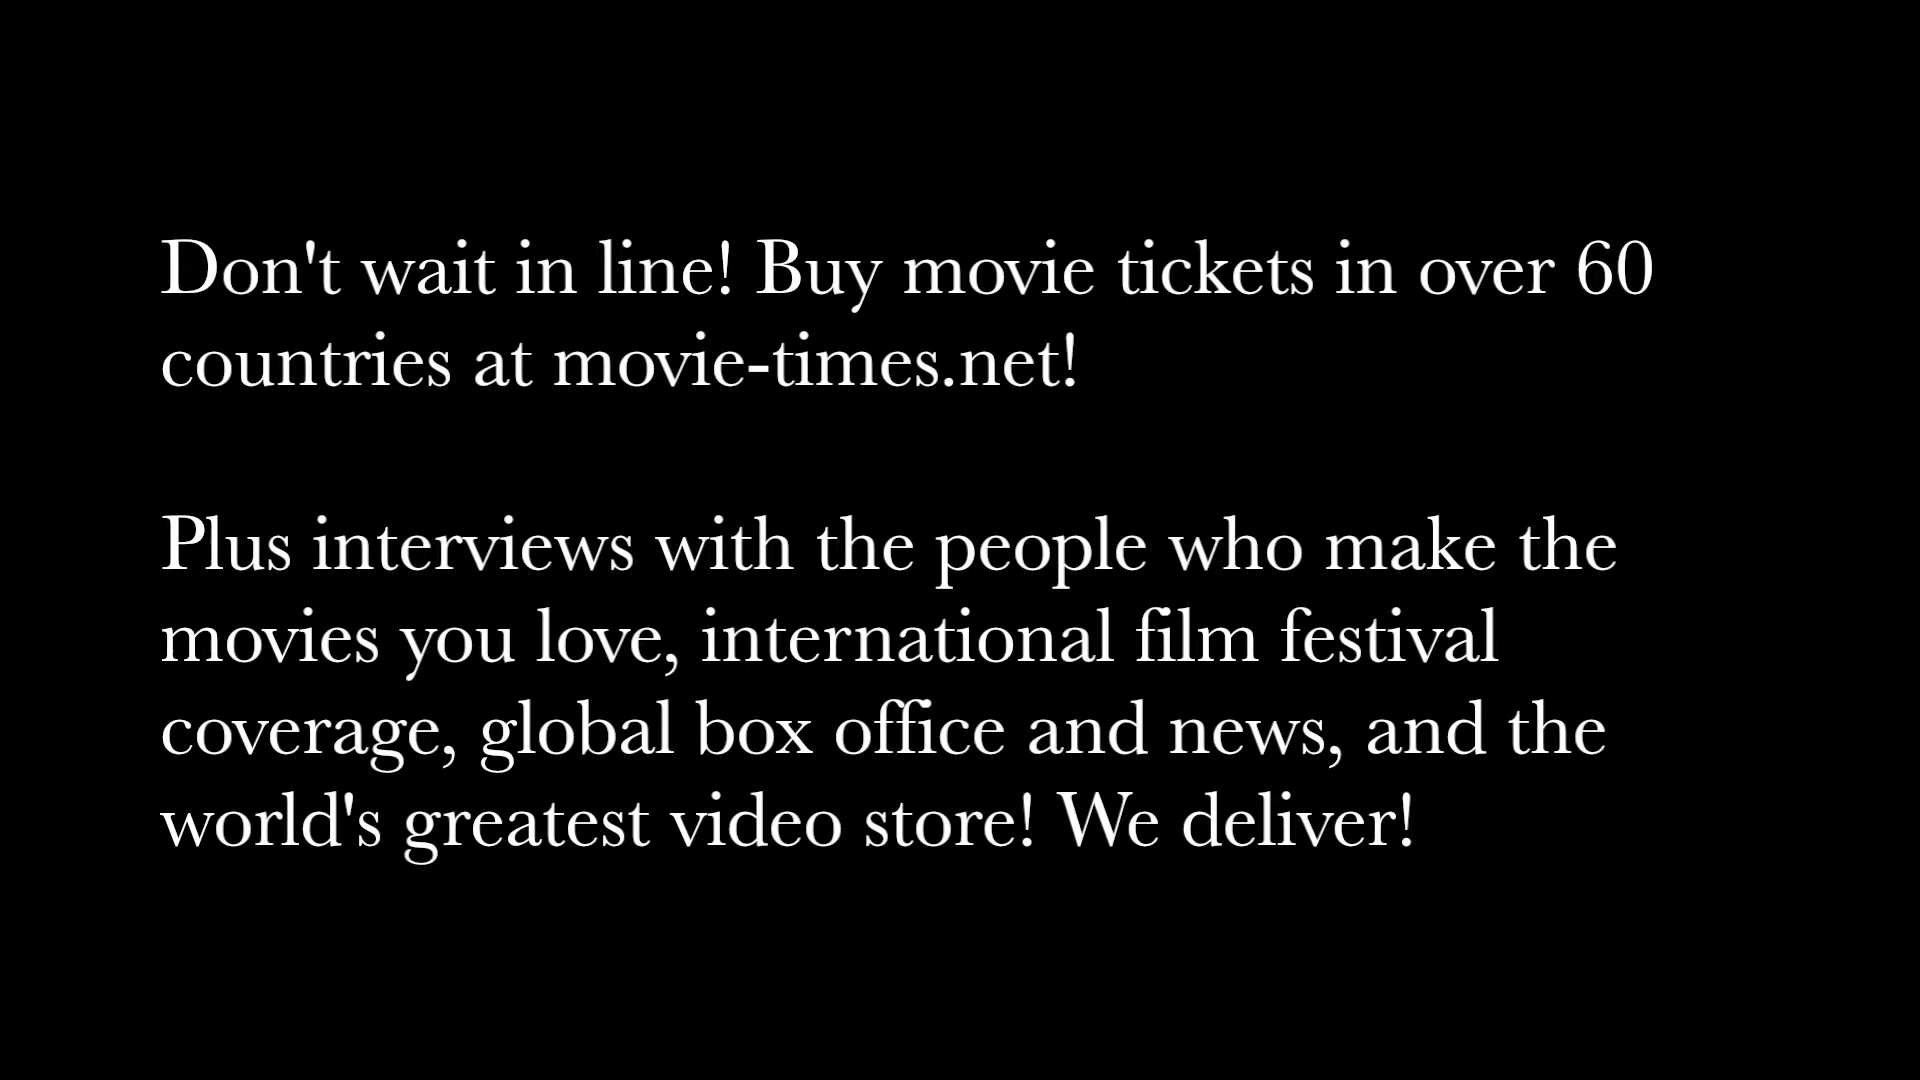 Don't wait in line! Buy movie tickets in over 60
countries at movie-times.net!
Plus interviews with the people who make the
movies you love, international film festival
coverage, global box office and news, and the
world's greatest video store! We deliver!